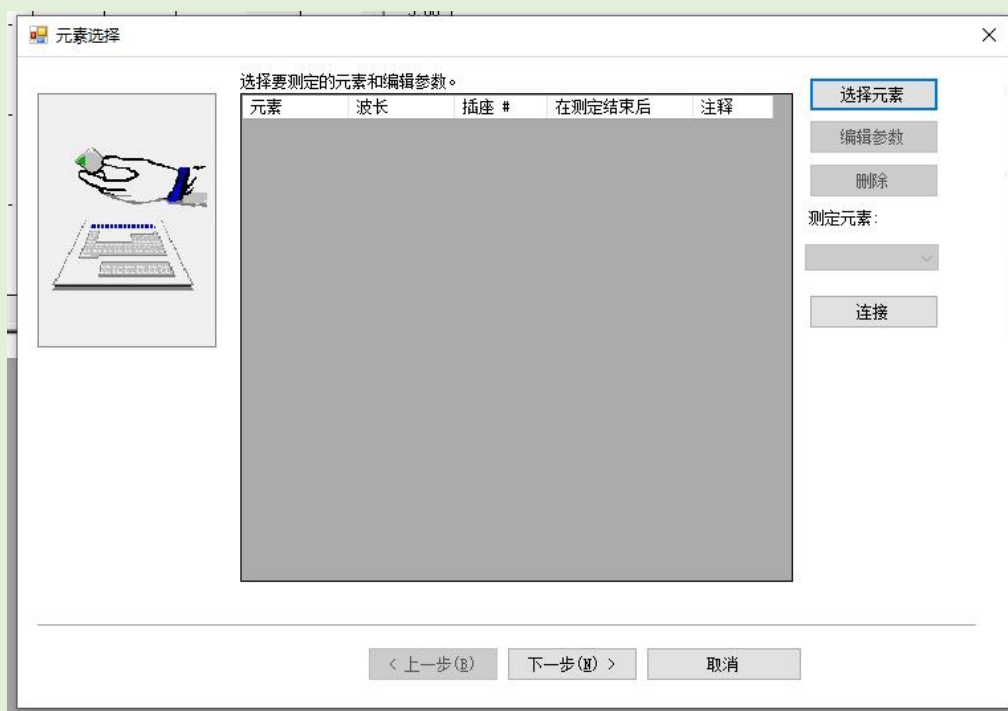 元素选择
选择要测定的元素和编辑参数。
元素 波长 插座 # 在测定结束后 注释
选择元素
编辑参数
删除
测定元素:
连接
< 上一步(B) 下一步(N) > 取消